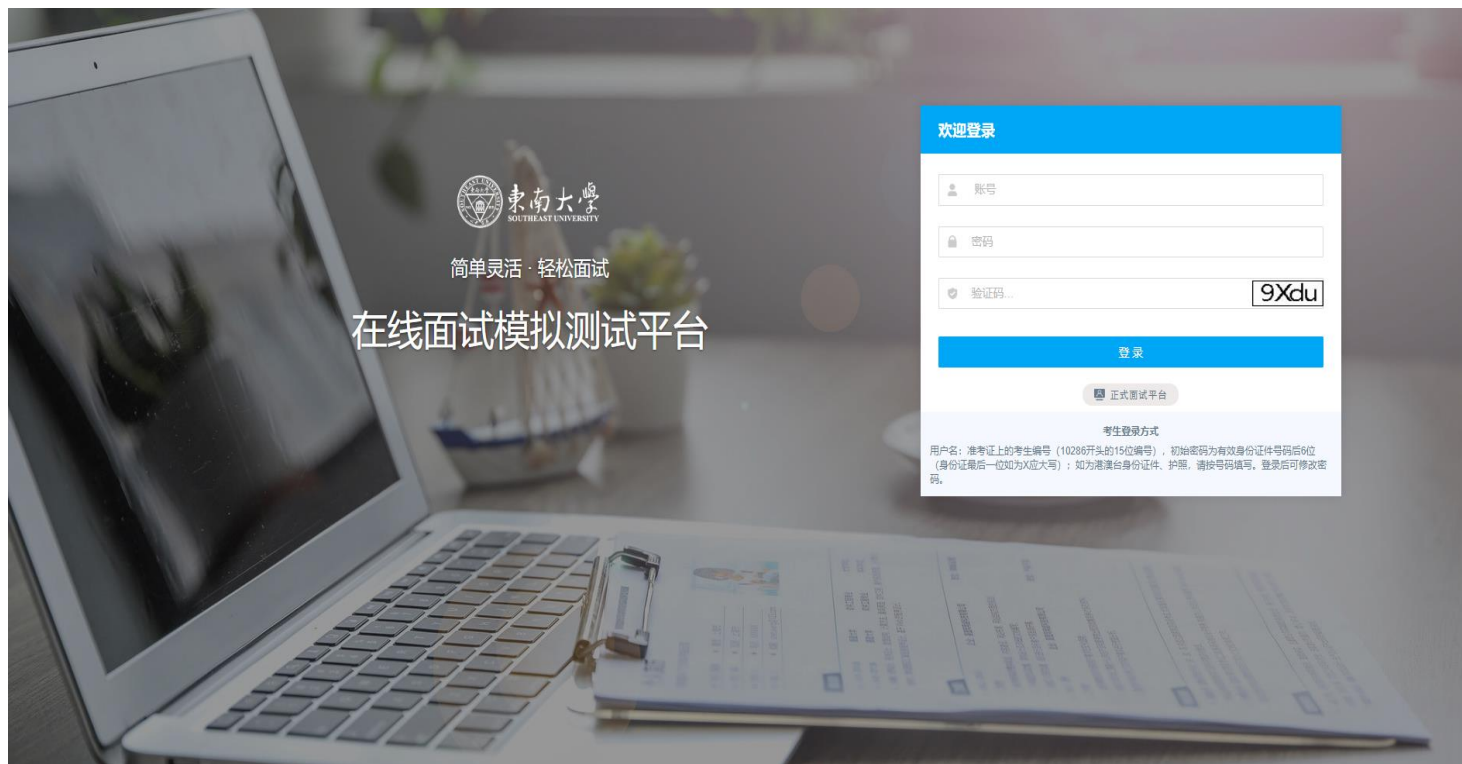 東南大學
SOUTHEAST UNIVERSITY
简单灵活 · 轻松面试
在线面试模拟测试平台
欢迎登录
账号
密码
验证码...
9Xdu
登 录
正式面试平台
考生登录方式
用户名：准考证上的考生编号（10286开头的15位编号），初始密码为有效身份证件号码后6位
（身份证最后一位如为X应大写）；如为港澳台身份证件、护照，请按号码填写。登录后可修改密
码。